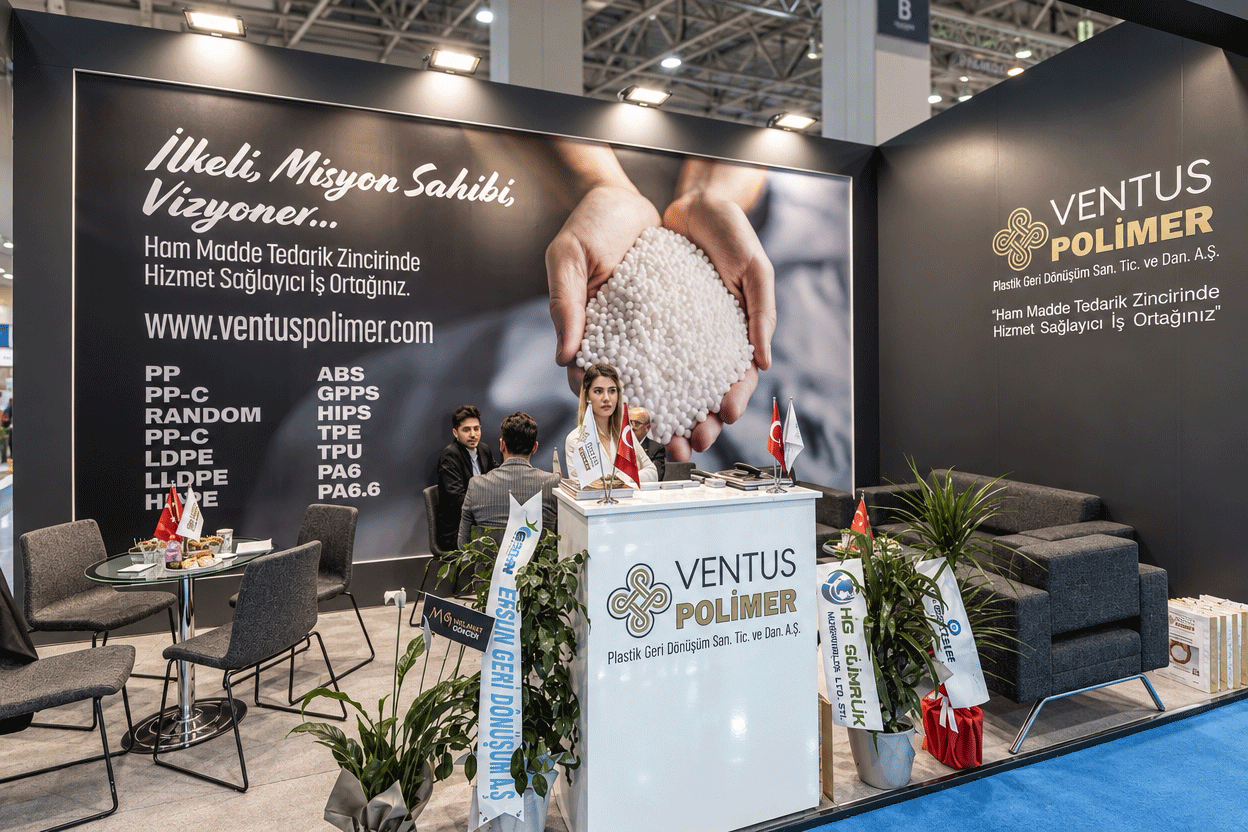 B
İlkeli, Misyon Sahibi,
Vizyoner...
Ham Madde Tedarik Zincirinde
Hizmet Sağlayıcı İş Ortağınız.
www.ventuspolimer.com
PP
PP-C
RANDOM
PP-C
LDPE
LLDPE
ABS
GPPS
HIPS
TPE
TPU
PA6
PA6.6
VENTUS
POLİMER
Plastik Geri Dönüşüm San. Tic. ve Dan. A.Ş.
"Ham Madde Tedarik Zincirinde
Hizmet Sağlayıcı İş Ortağınız"
VENTUS
POLİMER
Plastik Geri Dönüşüm San. Tic. ve Dan. A.Ş.
EFSUN GERİ DÖNÜŞÜM AŞ
HG GÜMRÜK